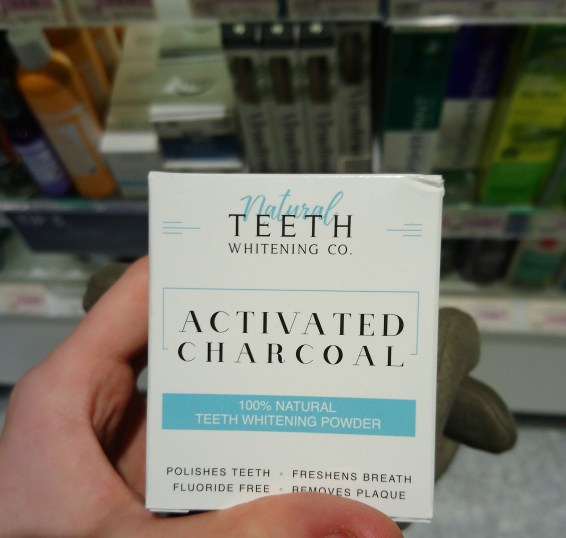 Natural
TEETH
WHITENING CO.
ACTIVATED
CHARCOAL
100% NATURAL
TEETH WHITENING POWDER
POLISHES TEETH • FRESHENS BREATH
FLUORIDE FREE • REMOVES PLAQUE